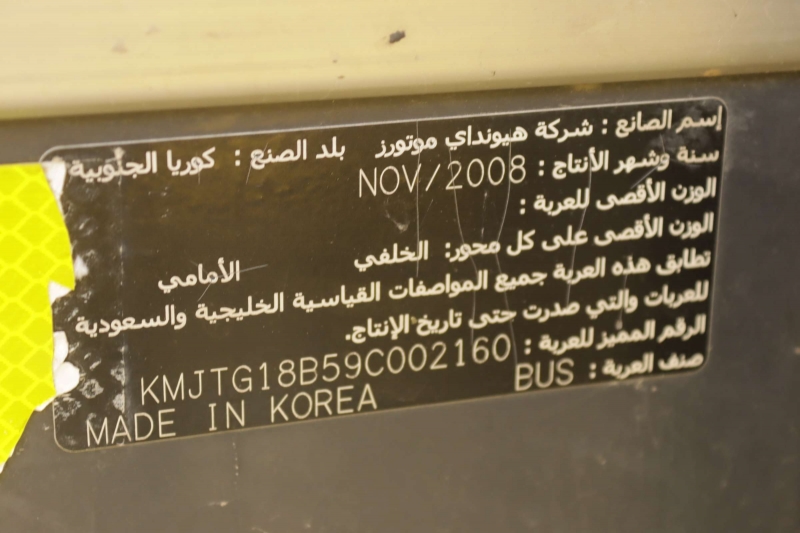 إسم الصانع : شركة هيونداي موتورز بلد الصنع : كوريا الجنوبية
سنة وشهر الأنتاج : NOV/2008
الوزن الأقصى للعربة :
الوزن الأقصى على كل محور: الخلفي الأمامي
تطابق هذه العربة جميع المواصفات القياسية الخليجية والسعودية
للعربات والتي صدرت حتى تاريخ الإنتاج.
الرقم المميز للعربة : KMJTG18B59C002160
صنف العربة : BUS
MADE IN KOREA